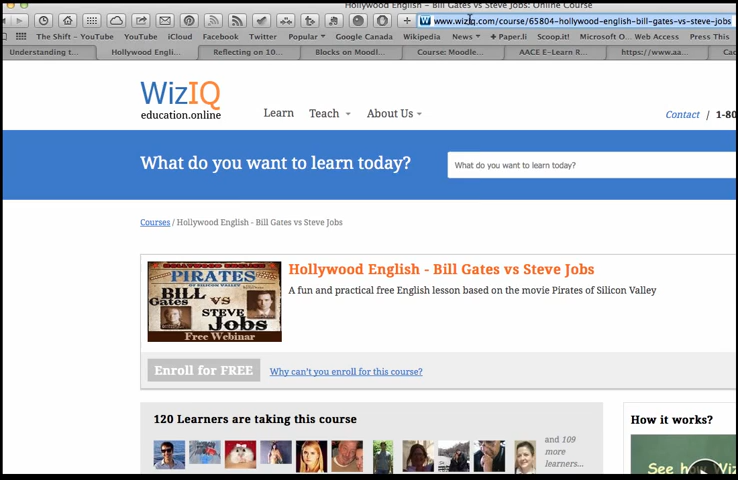 Hollywood English - Bill Gates vs Steve Jobs: Online Course
www.wiziq.com/course/65804-hollywood-english-bill-gates-vs-steve-jobs
The Shift - YouTube YouTube iCloud Facebook Twitter Popular Google Canada Wikipedia News + Paper.li Scoop.it! Microsoft O... Web Access Press This
Understanding t... Hollywood Engli... Reflecting on 10... Blocks on Moodl... Course: Moodle... AACE E-Learn R... https://www.aa...
WizIQ
education.online
Learn Teach About Us
Contact / 1-80
What do you want to learn today?
What do you want to learn today?
Courses / Hollywood English - Bill Gates vs Steve Jobs
HOLLYWOOD ENGLISH
PIRATES
OF SILICON VALLEY
BILL
Gates
VS
STEVE
Jobs
Free Webinar
Hollywood English - Bill Gates vs Steve Jobs
A fun and practical free English lesson based on the movie Pirates of Silicon Valley
Enroll for FREE
Why can't you enroll for this course?
120 Learners are taking this course
and 109
more
learners...
How it works?
See how Wiz